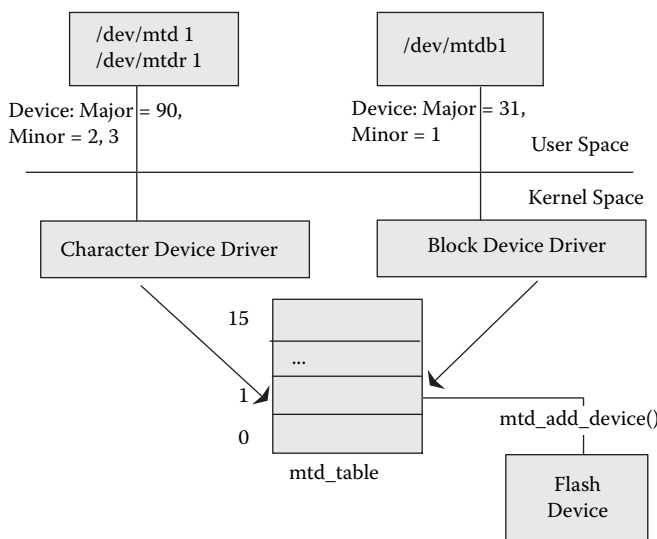 /dev/mtd 1
/dev/mtdr 1
/dev/mtdb1
Device: Major = 90,
Minor = 2, 3
Device: Major = 31,
Minor = 1
User Space
Kernel Space
Character Device Driver
Block Device Driver
15
...
1
0
mtd_table
mtd_add_device()
Flash
Device